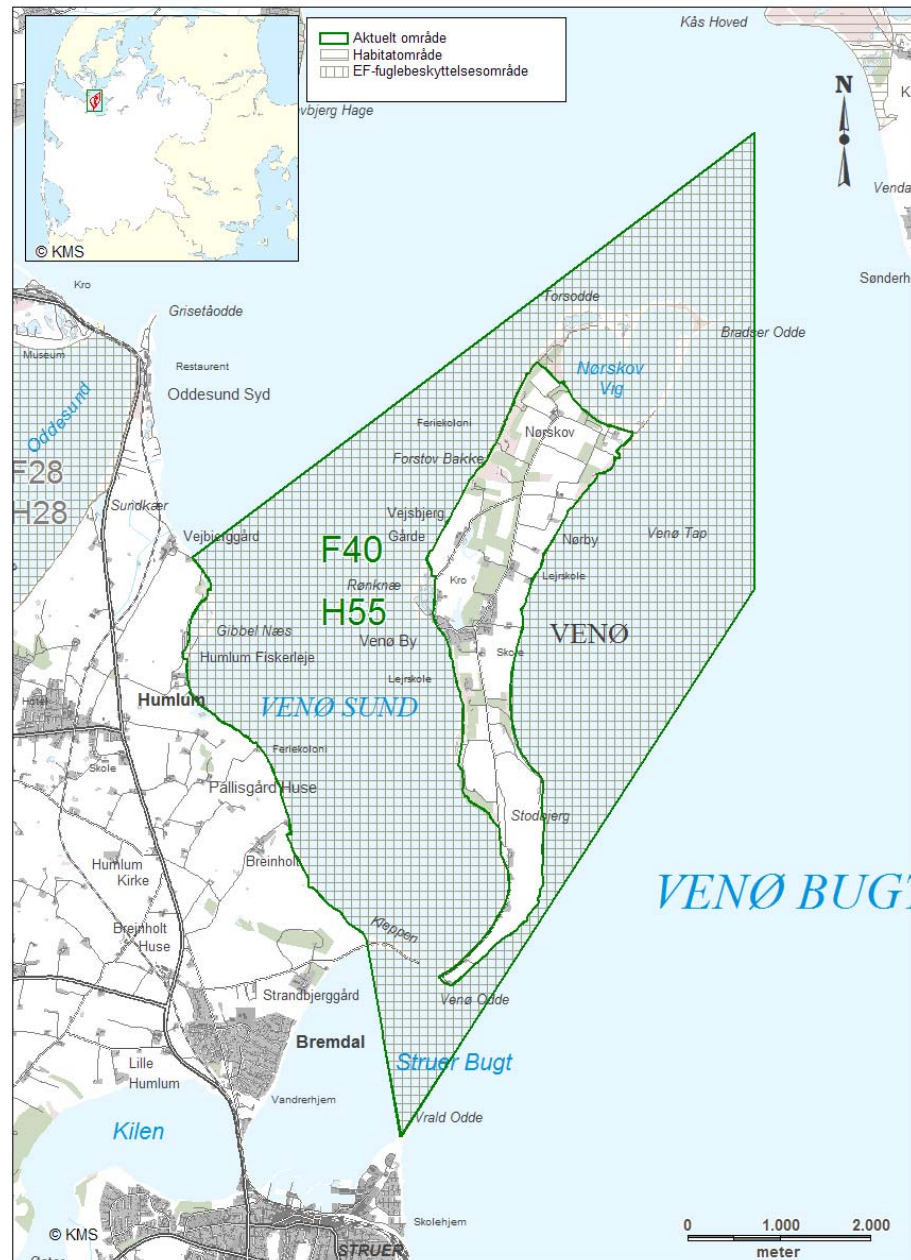 Kås Hoved
Aktuelt område
Habitatområde
EF-fuglebeskyttelsesområde
vbjerg Hage
N
K
Venda
© KMS
Sønderh
Kro
Grisetåodde
Torsodde
Bradser Odde
Museum
Restaurent
Oddesund Syd
Nørskov
Vig
Oddesund
Feriekoloni
Nørskov
Forstov Bakke
F28
H28
Sundkær
Vejsbjerg
Gårde
Vejbjerggård
F40
Nørby
Venø Tap
Rønknæ
Kro
Lejrskole
H55
Gibbel Næs
Venø By
VENØ
Skole
Humlum Fiskerleje
Lejrskole
Humlum
VENØ SUND
Hotel
Feriekoloni
Skole
Pallisgård Huse
Stodbjerg
Humlum
Kirke
Breinholt
VENØ BUGT
Breinholt
Huse
Kleppen
Strandbjerggård
Venø Odde
Bremdal
Struer Bugt
Lille
Humlum
Vandrerhjem
Vrald Odde
Kilen
Skolehjem
© KMS
STRUER
0 1.000 2.000
meter